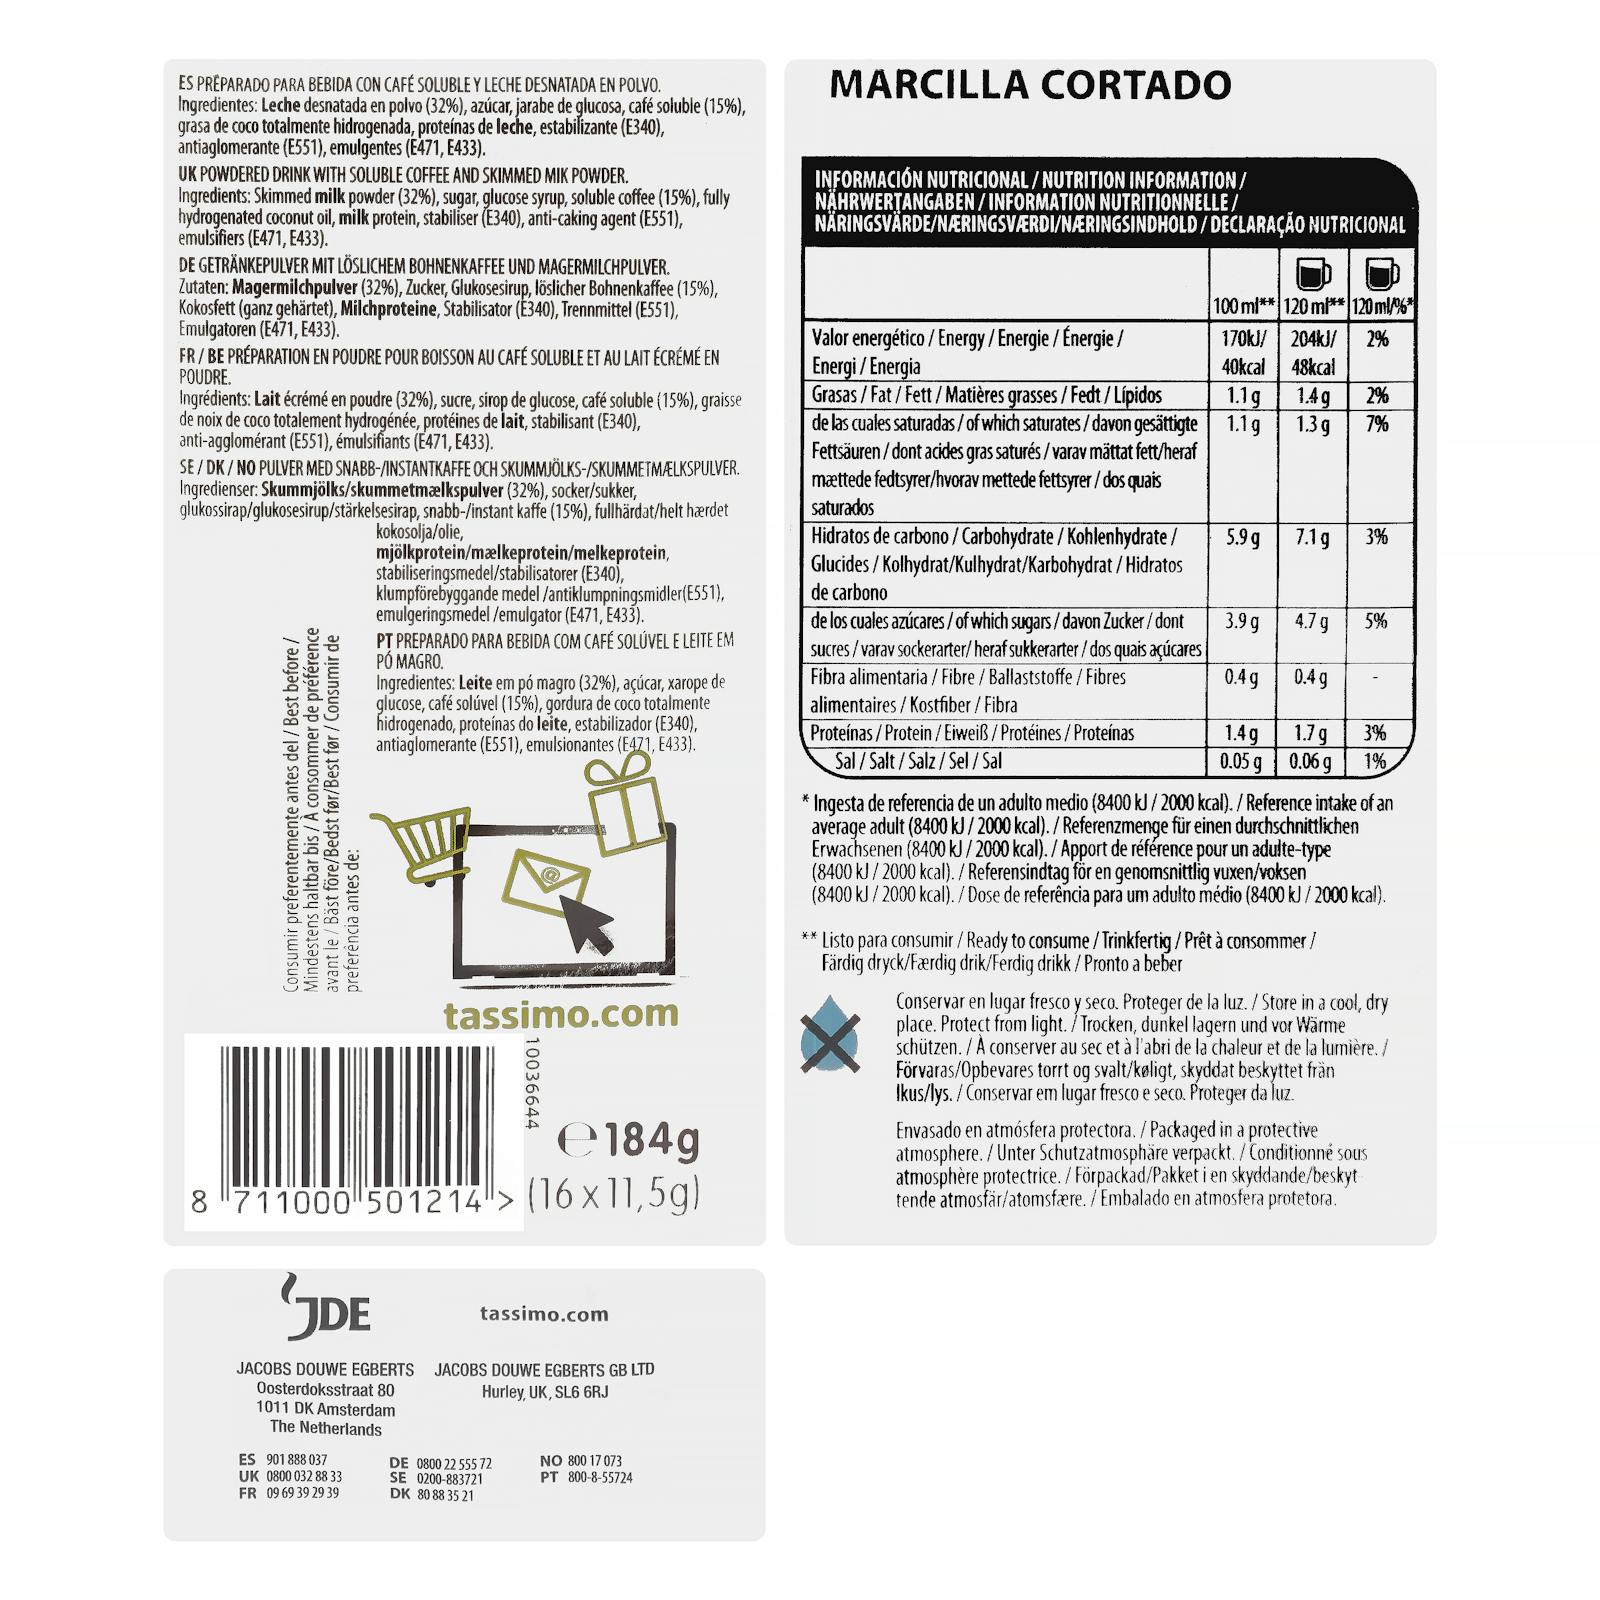 ES PREPARADO PARA BEBIDA CON CAFÉ SOLUBLE Y LECHE DESNATADA EN POLVO.
Ingredientes: Leche desnatada en polvo (32%), azúcar, jarabe de glucosa, café soluble (15%),
grasa de coco totalmente hidrogenada, proteínas de leche, estabilizante (E340),
antiaglomerante (E551), emulgentes (E471, E433).
UK POWDERED DRINK WITH SOLUBLE COFFEE AND SKIMMED MIK POWDER.
Ingredients: Skimmed milk powder (32%), sugar, glucose syrup, soluble coffee (15%), fully
hydrogenated coconut oil, milk protein, stabiliser (E340), anti-caking agent (E551),
emulsifiers (E471, E433).
DE GETRÄNKEPULVER MIT LÖSLICHEM BOHNENKAFFEE UND MAGERMILCHPULVER.
Zutaten: Magermilchpulver (32%), Zucker, Glukosesirup, löslicher Bohnenkaffee (15%),
Kokosfett (ganz gehärtet), Milchproteine, Stabilisator (E340), Trennmittel (E551),
Emulgatoren (E471, E433).
FR / BE PRÉPARATION EN POUDRE POUR BOISSON AU CAFÉ SOLUBLE ET AU LAIT ÉCRÉMÉ EN
POUDRE.
Ingrédients: Lait écrémé en poudre (32%), sucre, sirop de glucose, café soluble (15%), graisse
de noix de coco totalement hydrogénée, protéines de lait, stabilisant (E340),
anti-agglomérant (E551), émulsifiants (E471, E433).
SE / DK / NO PULVER MED SNABB-/INSTANTKAFFE OCH SKUMMJÖLKS-/SKUMMETMÆLKSPULVER.
Ingredienser: Skummjölks/skummetmælkspulver (32%), socker/sukker,
glukossirap/glukosesirup/stärkelsesirap, snabb-/instant kaffe (15%), fullhärdat/helt hærdet
kokosolja/olie,
mjölkprotein/mælkeprotein/melkeprotein,
stabiliseringsmedel/stabilisatorer (E340),
klumpförebyggande medel /antiklumpningsmidler(E551),
emulgeringsmedel /emulgator (E471, E433).
PT PREPARADO PARA BEBIDA COM CAFÉ SOLÚVEL E LEITE EM
PÓ MAGRO.
Ingredientes: Leite em pó magro (32%), açúcar, xarope de
glucose, café solúvel (15%), gordura de coco totalmente
hidrogenado, proteínas do leite, estabilizador (E340),
antiaglomerante (E551), emulsionantes (E471, E433).
Consumir preferentemente antes del / Best before /
Mindestens haltbar bis / À consommer de préférence
avant le / Bäst före/Bedst før/Best før / Consumir de
preferência antes de:
@
tassimo.com
10036644
8 711000 501214 >
e 184g
(16 x 11,5g)
MARCILLA CORTADO
INFORMACIÓN NUTRICIONAL / NUTRITION INFORMATION /
NÄHRWERTANGABEN / INFORMATION NUTRITIONNELLE /
NÄRINGSVÄRDE/NÆRINGSVÆRDI/NÆRINGSINDHOLD / DECLARAÇÃO NUTRICIONAL
100 ml** 120 ml** 120 ml/%*
Valor energético / Energy / Energie / Énergie / 170kJ/ 204kJ/ 2%
Energi / Energia 40kcal 48kcal
Grasas / Fat / Fett / Matières grasses / Fedt / Lípidos 1.1 g 1.4 g 2%
de las cuales saturadas / of which saturates / davon gesättigte 1.1 g 1.3 g 7%
Fettsäuren / dont acides gras saturés / varav mättat fett/heraf
mættede fedtsyrer/hvorav mettede fettsyrer / dos quais
saturados
Hidratos de carbono / Carbohydrate / Kohlenhydrate / 5.9 g 7.1 g 3%
Glucides / Kolhydrat/Kulhydrat/Karbohydrat / Hidratos
de carbono
de los cuales azúcares / of which sugars / davon Zucker / dont 3.9 g 4.7 g 5%
sucres / varav sockerarter/ heraf sukkerarter / dos quais açúcares
Fibra alimentaria / Fibre / Ballaststoffe / Fibres 0.4 g 0.4 g -
alimentaires / Kostfiber / Fibra
Proteínas / Protein / Eiweiß / Protéines / Proteínas 1.4 g 1.7 g 3%
Sal / Salt / Salz / Sel / Sal 0.05 g 0.06 g 1%
* Ingesta de referencia de un adulto medio (8400 kJ / 2000 kcal). / Reference intake of an
average adult (8400 kJ / 2000 kcal). / Referenzmenge für einen durchschnittlichen
Erwachsenen (8400 kJ / 2000 kcal). / Apport de référence pour un adulte-type
(8400 kJ / 2000 kcal). / Referensindtag för en genomsnittlig vuxen/voksen
(8400 kJ / 2000 kcal). / Dose de referência para um adulto médio (8400 kJ / 2000 kcal).
** Listo para consumir / Ready to consume / Trinkfertig / Prêt à consommer /
Färdig dryck/Færdig drik/Ferdig drikk / Pronto a beber
Conservar en lugar fresco y seco. Proteger de la luz. / Store in a cool, dry
place. Protect from light. / Trocken, dunkel lagern und vor Wärme
schützen. / À conserver au sec et à l'abri de la chaleur et de la lumière. /
Förvaras/Opbevares torrt og svalt/køligt, skyddat beskyttet från
lkus/lys. / Conservar em lugar fresco e seco. Proteger da luz.
Envasado en atmósfera protectora. / Packaged in a protective
atmosphere. / Unter Schutzatmosphäre verpackt. / Conditionné sous
atmosphère protectrice. / Förpackad/Pakket i en skyddande/beskyt-
tende atmosfär/atomsfære. / Embalado en atmosfera protetora.
JDE
tassimo.com
JACOBS DOUWE EGBERTS
Oosterdoksstraat 80
1011 DK Amsterdam
The Netherlands
JACOBS DOUWE EGBERTS GB LTD
Hurley, UK, SL6 6RJ
ES 901 888 037
UK 0800 032 88 33
FR 09 69 39 29 39
DE 0800 22 555 72
SE 0200-883721
DK 80 88 35 21
NO 800 17 073
PT 800-8-55724